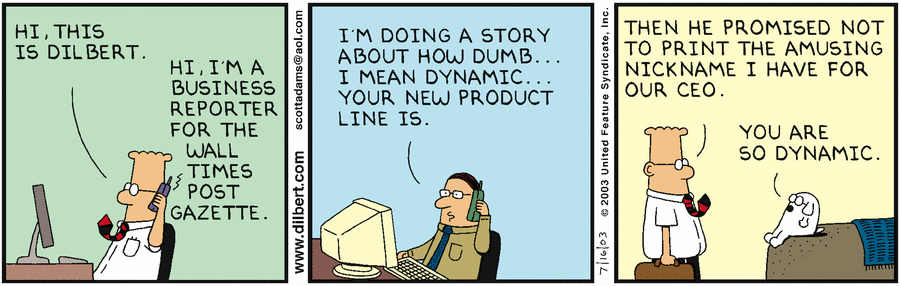 HI, THIS
IS DILBERT.
HI, I'M A
BUSINESS
REPORTER
FOR THE
WALL
TIMES
POST
GAZETTE.
www.dilbert.com scottadams@aol.com
I'M DOING A STORY
ABOUT HOW DUMB...
I MEAN DYNAMIC...
YOUR NEW PRODUCT
LINE IS.
7/16/03 © 2003 United Feature Syndicate, Inc.
THEN HE PROMISED NOT
TO PRINT THE AMUSING
NICKNAME I HAVE FOR
OUR CEO.
YOU ARE
SO DYNAMIC.